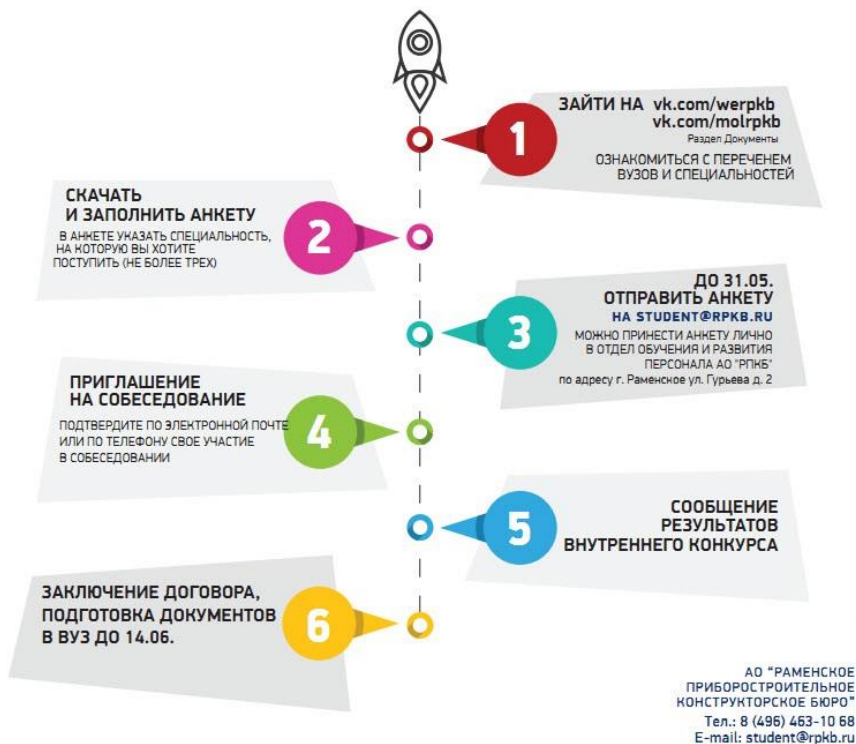 1
ЗАЙТИ НА vk.com/werpkb
vk.com/molrpkb
Раздел Документы
ОЗНАКОМИТЬСЯ С ПЕРЕЧЕНЕМ
ВУЗОВ И СПЕЦИАЛЬНОСТЕЙ
2
СКАЧАТЬ
И ЗАПОЛНИТЬ АНКЕТУ
В АНКЕТЕ УКАЗАТЬ СПЕЦИАЛЬНОСТЬ,
НА КОТОРУЮ ВЫ ХОТИТЕ
ПОСТУПИТЬ (НЕ БОЛЕЕ ТРЕХ)
3
ДО 31.05.
ОТПРАВИТЬ АНКЕТУ
НА STUDENT@RPKB.RU
МОЖНО ПРИНЕСТИ АНКЕТУ ЛИЧНО
В ОТДЕЛ ОБУЧЕНИЯ И РАЗВИТИЯ
ПЕРСОНАЛА АО "РПКБ"
по адресу г. Раменское ул. Гурьева д. 2
4
ПРИГЛАШЕНИЕ
НА СОБЕСЕДОВАНИЕ
ПОДТВЕРДИТЕ ПО ЭЛЕКТРОННОЙ ПОЧТЕ
ИЛИ ПО ТЕЛЕФОНУ СВОЕ УЧАСТИЕ
В СОБЕСЕДОВАНИИ
5
СООБЩЕНИЕ
РЕЗУЛЬТАТОВ
ВНУТРЕННЕГО КОНКУРСА
6
ЗАКЛЮЧЕНИЕ ДОГОВОРА,
ПОДГОТОВКА ДОКУМЕНТОВ
В ВУЗ ДО 14.06.
АО "РАМЕНСКОЕ
ПРИБОРОСТРОИТЕЛЬНОЕ
КОНСТРУКТОРСКОЕ БЮРО"
Тел.: 8 (496) 463-10 68
E-mail: student@rpkb.ru